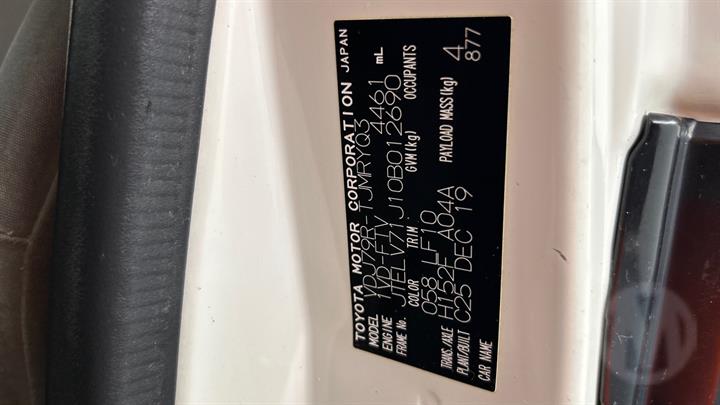 TOYOTA MOTOR CORPORATION JAPAN
MODEL VDJ79R-TJMRYQ3
ENGINE 1VD-FTV 4461 mL
FRAME No. JTELV71J10B012690
COLOR TRIM GVM(kg) OCCUPANTS
058 LF10 4
TRANS./AXLE H152F A04A PAYLOAD MASS(kg) 877
PLANT/BUILT C25 DEC 19
CAR NAME